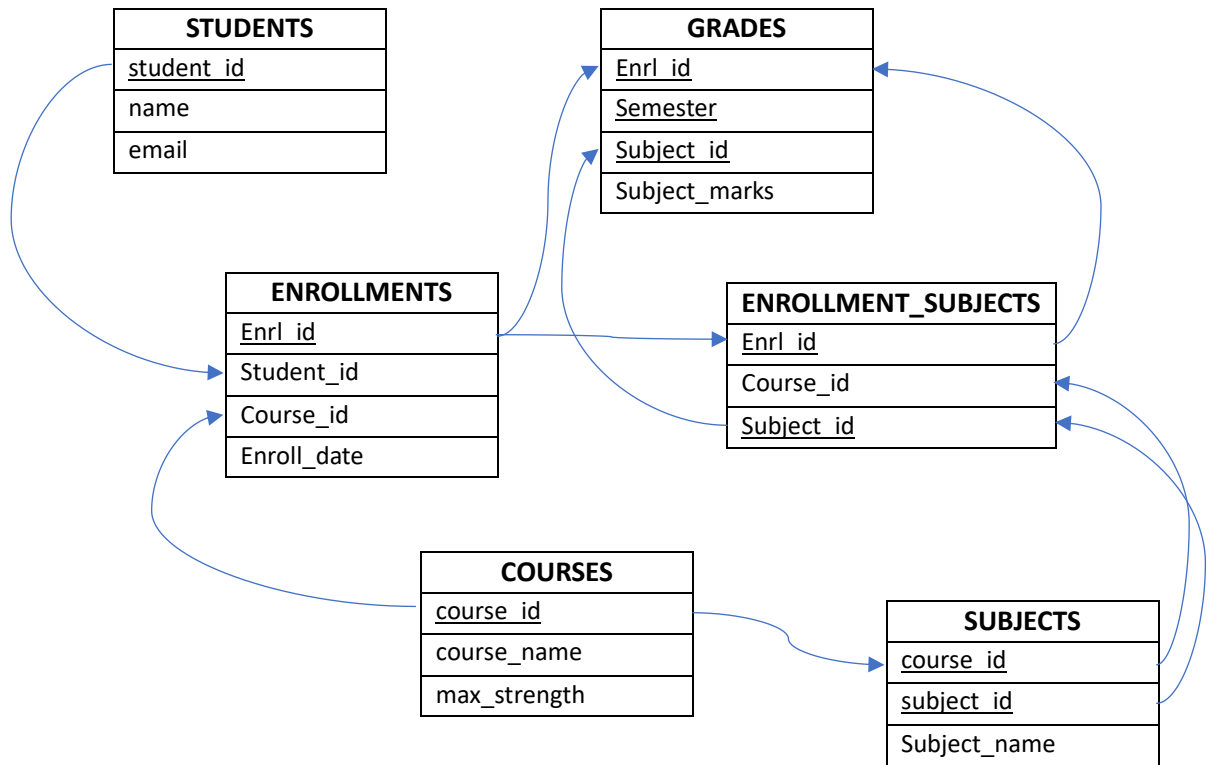 STUDENTS
student_id
name
email
GRADES
Enrl_id
Semester
Subject_id
Subject_marks
ENROLLMENTS
Enrl_id
Student_id
Course_id
Enroll_date
ENROLLMENT_SUBJECTS
Enrl_id
Course_id
Subject_id
COURSES
course_id
course_name
max_strength
SUBJECTS
course_id
subject_id
Subject_name